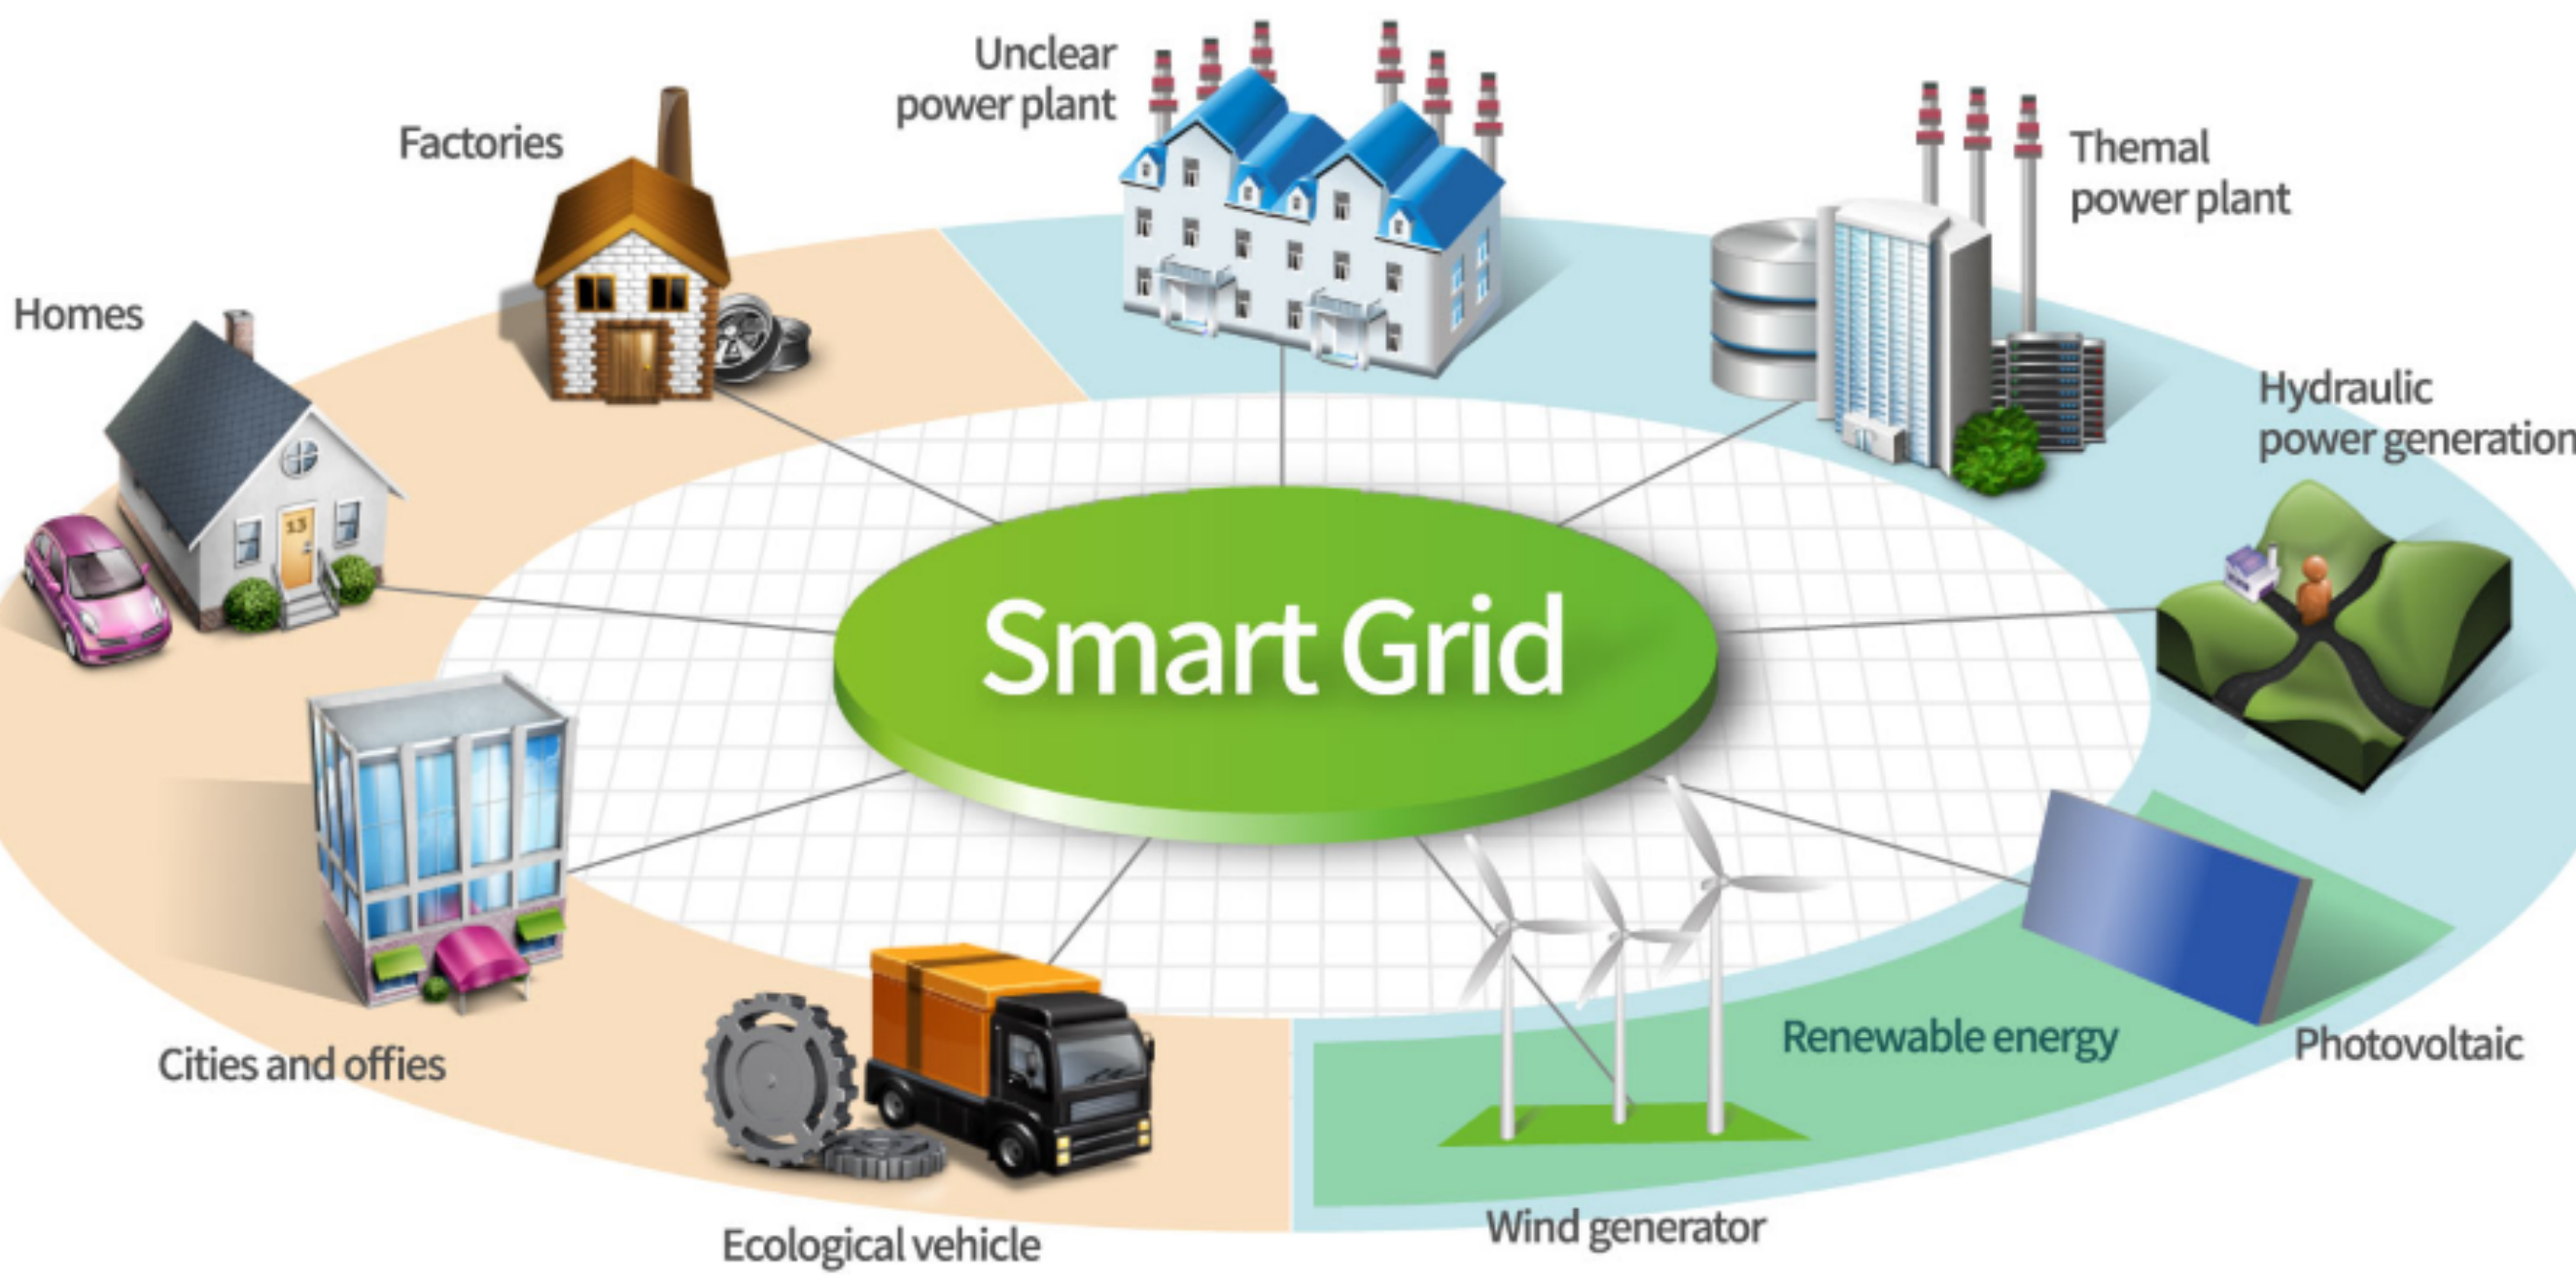 Unclear
power plant
Factories
Themal
power plant
Homes
Hydraulic
power generation
13
Smart Grid
Renewable energy
Photovoltaic
Cities and offies
Wind generator
Ecological vehicle